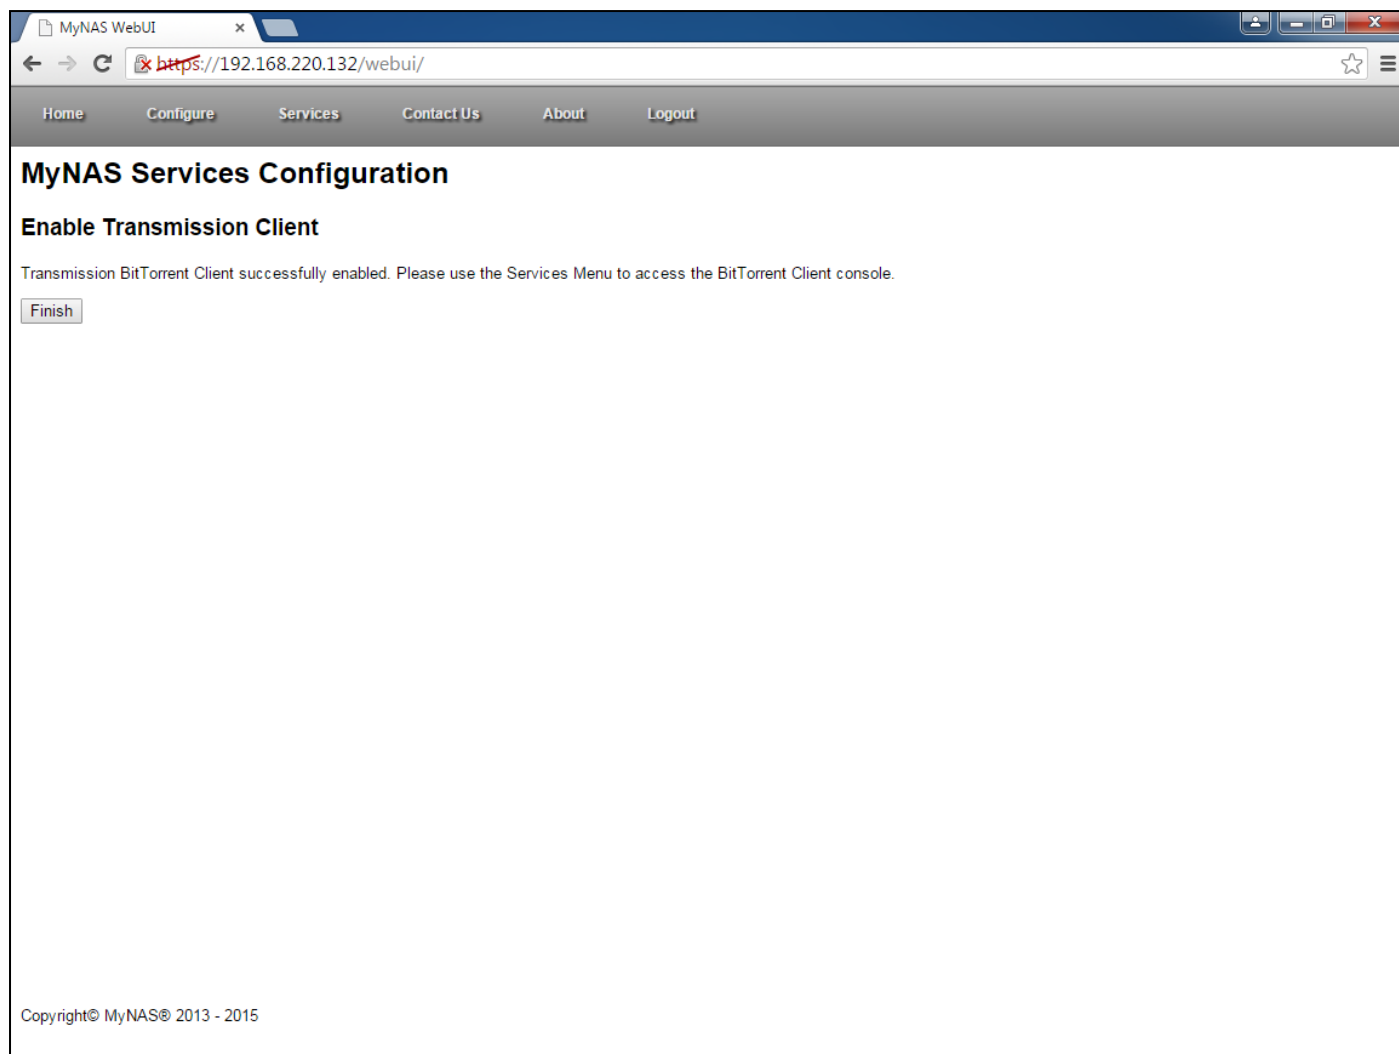 MyNAS WebUI
https://192.168.220.132/webui/
Home Configure Services Contact Us About Logout
MyNAS Services Configuration
Enable Transmission Client
Transmission BitTorrent Client successfully enabled. Please use the Services Menu to access the BitTorrent Client console.
Finish
Copyright© MyNAS® 2013 - 2015